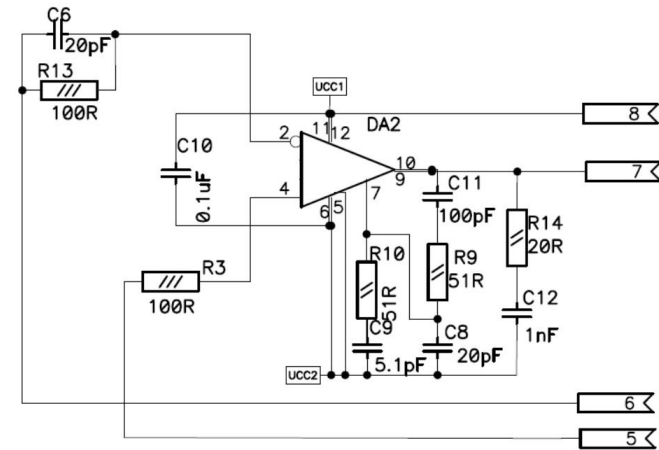 C6
20pF
R13
100R
UCC1
8
11
12
DA2
2
C10
0.1uF
10
9
7
4
5
6
7
C11
100pF
R14
20R
R3
100R
R10
51R
R9
51R
C9
5.1pF
C8
20pF
C12
1nF
UCC2
6
5